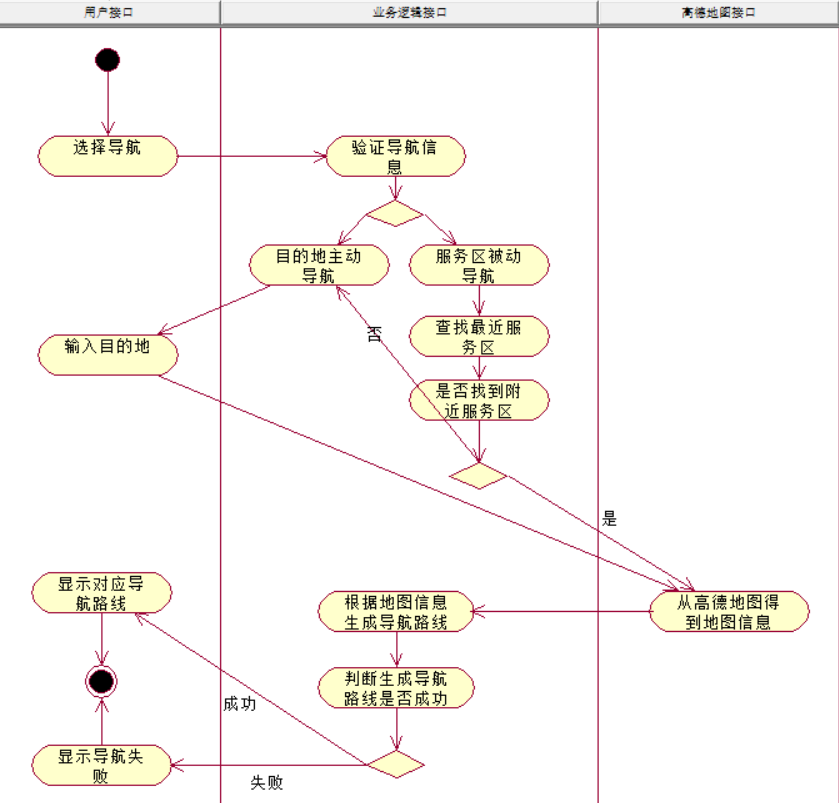 用户接口
业务逻辑接口
高德地图接口
选择导航
验证导航信
息
目的地主动
导航
服务区被动
导航
否
输入目的地
查找最近服
务区
是否找到附
近服务区
是
显示对应导
航路线
根据地图信息
生成导航路线
从高德地图得
到地图信息
判断生成导航
路线是否成功
成功
显示导航失
败
失败